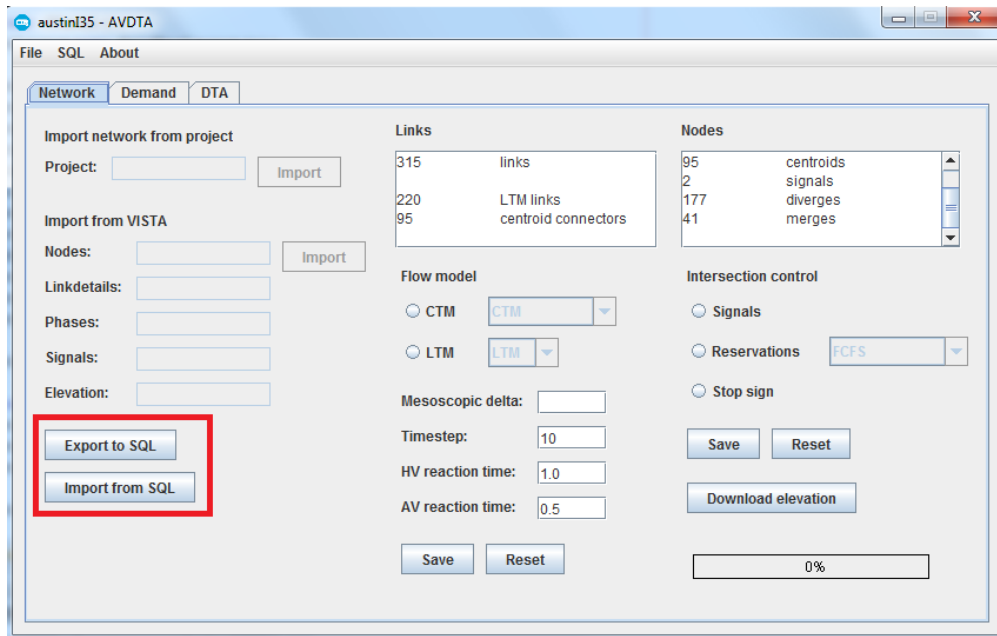 austinI35 - AVDTA
File SQL About
Network Demand DTA
Import network from project
Project: Import
Import from VISTA
Nodes: Import
Linkdetails:
Phases:
Signals:
Elevation:
Export to SQL
Import from SQL
Links
315 links
220 LTM links
95 centroid connectors
Flow model
CTM CTM
LTM LTM
Mesoscopic delta:
Timestep: 10
HV reaction time: 1.0
AV reaction time: 0.5
Save Reset
Nodes
95 centroids
2 signals
177 diverges
41 merges
Intersection control
Signals
Reservations FCFS
Stop sign
Save Reset
Download elevation
0%